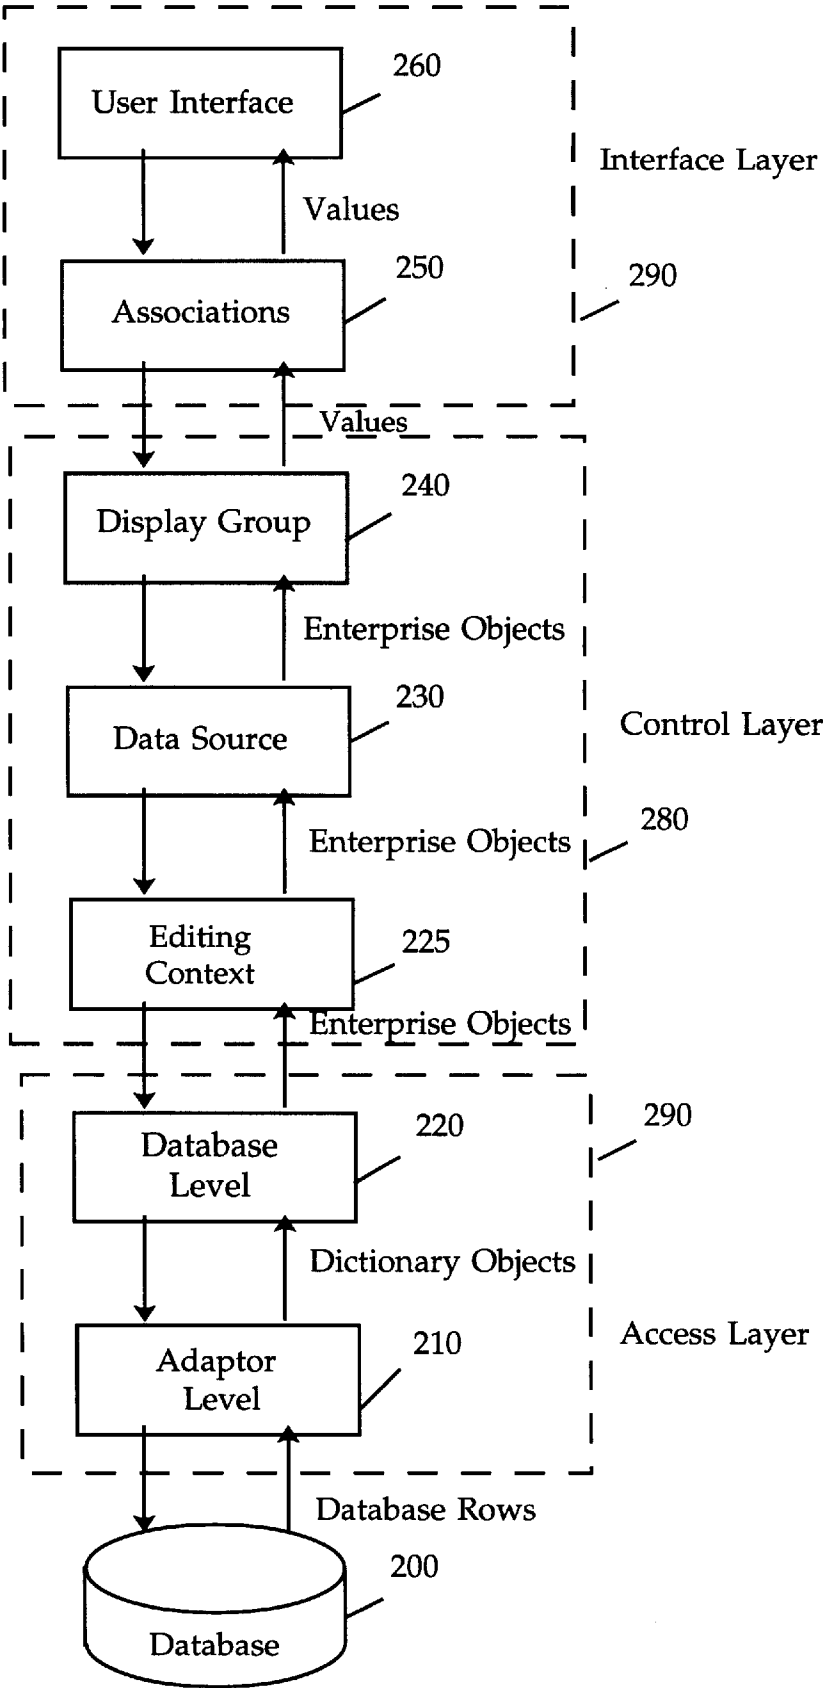 260
User Interface
Interface Layer
Values
250
290
Associations
Values
240
Display Group
Enterprise Objects
230
Data Source
Control Layer
280
Enterprise Objects
Editing
Context
225
Enterprise Objects
290
220
Database
Level
Dictionary Objects
Access Layer
210
Adaptor
Level
Database Rows
200
Database